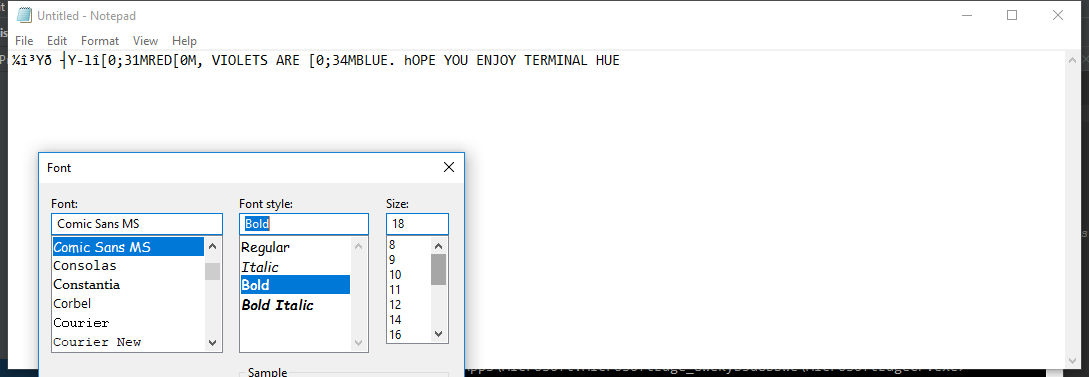 Untitled - Notepad
File Edit Format View Help
¼î³Yð ┤Y-lî[0;31MRED[0M, VIOLETS ARE [0;34MBLUE. hOPE YOU ENJOY TERMINAL HUE
Font
Font: Font style: Size:
Comic Sans MS Bold 18
Comic Sans MS Regular 8
Consolas Italic 9
Constantia Bold 10
Corbel Bold Italic 11
Courier 12
Courier New 14
16
Sample